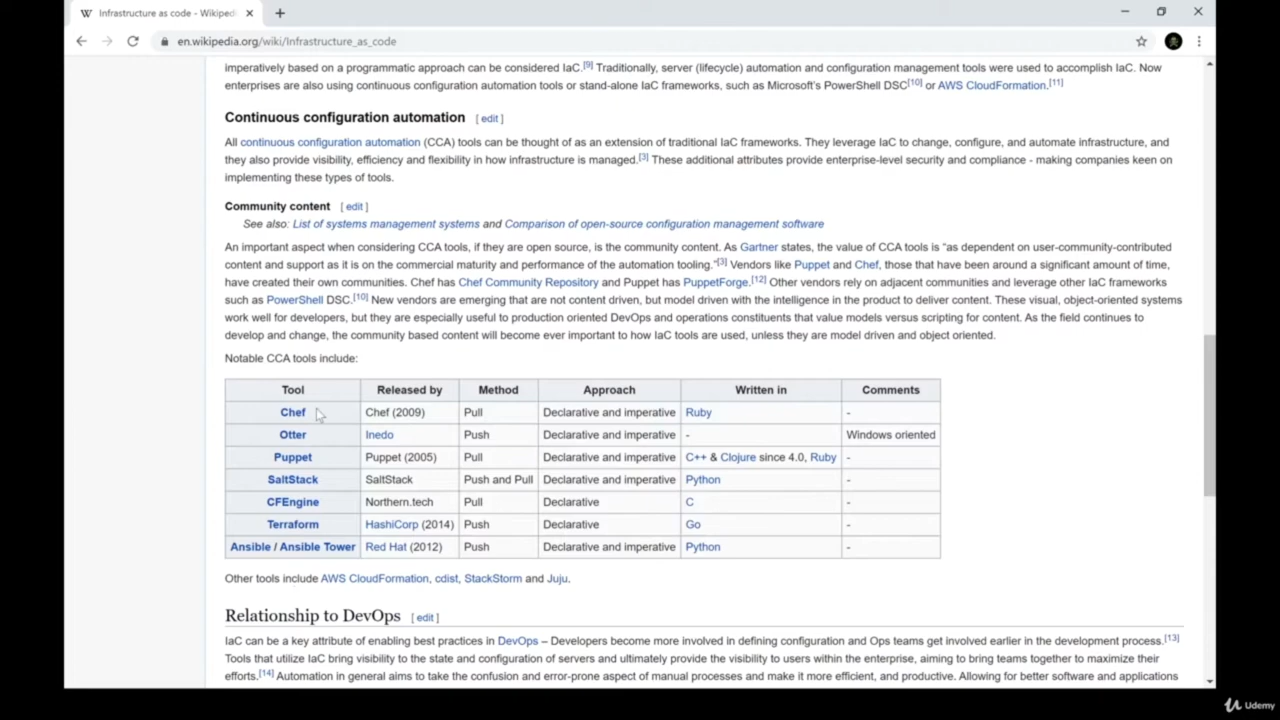 Infrastructure as code - Wikiped
en.wikipedia.org/wiki/Infrastructure_as_code
imperatively based on a programmatic approach can be considered IaC.[9] Traditionally, server (lifecycle) automation and configuration management tools were used to accomplish IaC. Now
enterprises are also using continuous configuration automation tools or stand-alone IaC frameworks, such as Microsoft's PowerShell DSC[10] or AWS CloudFormation.[11]
Continuous configuration automation [ edit ]
All continuous configuration automation (CCA) tools can be thought of as an extension of traditional IaC frameworks. They leverage IaC to change, configure, and automate infrastructure, and
they also provide visibility, efficiency and flexibility in how infrastructure is managed.[3] These additional attributes provide enterprise-level security and compliance - making companies keen on
implementing these types of tools.
Community content [ edit ]
See also: List of systems management systems and Comparison of open-source configuration management software
An important aspect when considering CCA tools, if they are open source, is the community content. As Gartner states, the value of CCA tools is "as dependent on user-community-contributed
content and support as it is on the commercial maturity and performance of the automation tooling."[3] Vendors like Puppet and Chef, those that have been around a significant amount of time,
have created their own communities. Chef has Chef Community Repository and Puppet has PuppetForge.[12] Other vendors rely on adjacent communities and leverage other IaC frameworks
such as PowerShell DSC.[10] New vendors are emerging that are not content driven, but model driven with the intelligence in the product to deliver content. These visual, object-oriented systems
work well for developers, but they are especially useful to production oriented DevOps and operations constituents that value models versus scripting for content. As the field continues to
develop and change, the community based content will become ever important to how IaC tools are used, unless they are model driven and object oriented.
Notable CCA tools include:
Tool Released by Method Approach Written in Comments
Chef Chef (2009) Pull Declarative and imperative Ruby -
Otter Inedo Push Declarative and imperative - Windows oriented
Puppet Puppet (2005) Pull Declarative and imperative C++ & Clojure since 4.0, Ruby -
SaltStack SaltStack Push and Pull Declarative and imperative Python -
CFEngine Northern.tech Pull Declarative C -
Terraform HashiCorp (2014) Push Declarative Go -
Ansible / Ansible Tower Red Hat (2012) Push Declarative and imperative Python -
Other tools include AWS CloudFormation, cdist, StackStorm and Juju.
Relationship to DevOps [ edit ]
IaC can be a key attribute of enabling best practices in DevOps – Developers become more involved in defining configuration and Ops teams get involved earlier in the development process.[13]
Tools that utilize IaC bring visibility to the state and configuration of servers and ultimately provide the visibility to users within the enterprise, aiming to bring teams together to maximize their
efforts.[14] Automation in general aims to take the confusion and error-prone aspect of manual processes and make it more efficient, and productive. Allowing for better software and applications
Udemy